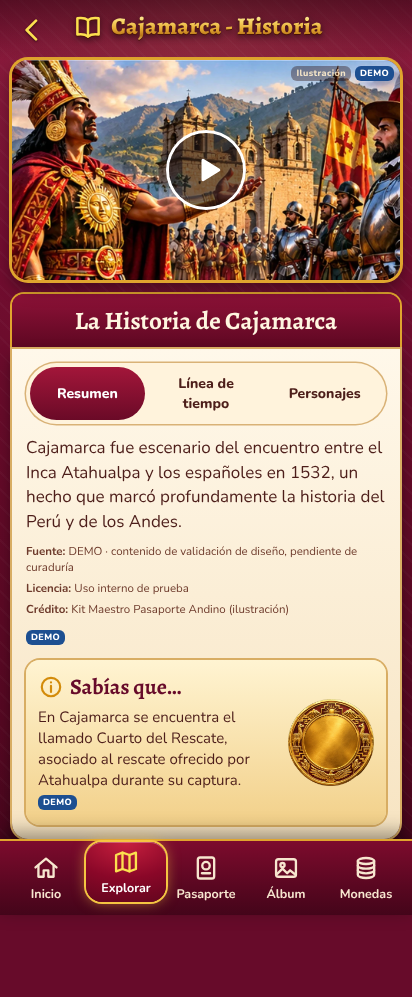 Cajamarca - Historia
Ilustración DEMO
La Historia de Cajamarca
Resumen
Línea de
tiempo
Personajes
Cajamarca fue escenario del encuentro entre el
Inca Atahualpa y los españoles en 1532, un
hecho que marcó profundamente la historia del
Perú y de los Andes.
Fuente: DEMO · contenido de validación de diseño, pendiente de
curaduría
Licencia: Uso interno de prueba
Crédito: Kit Maestro Pasaporte Andino (ilustración)
DEMO
Sabías que...
En Cajamarca se encuentra el
llamado Cuarto del Rescate,
asociado al rescate ofrecido por
Atahualpa durante su captura.
DEMO
Inicio
Explorar
Pasaporte
Álbum
Monedas